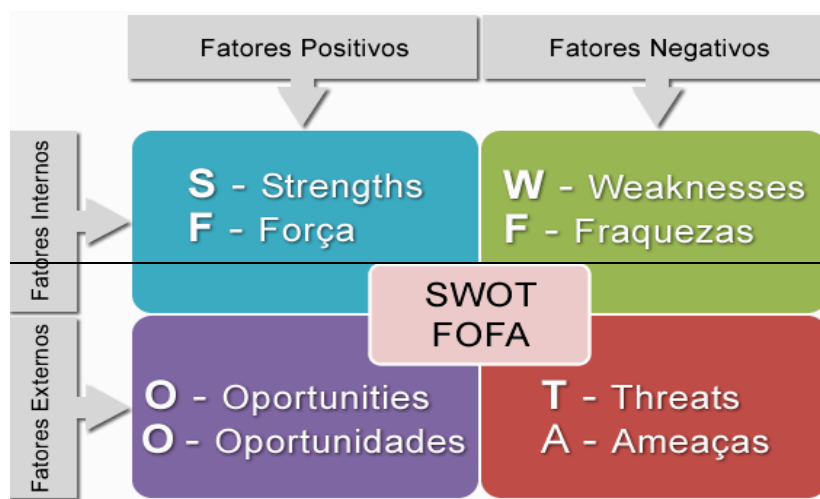 Fatores Positivos
Fatores Negativos
Fatores Internos
S - Strengths
F - Força
W - Weaknesses
F - Fraquezas
SWOT
FOFA
Fatores Externos
O - Oportunities
O - Oportunidades
T - Threats
A - Ameaças